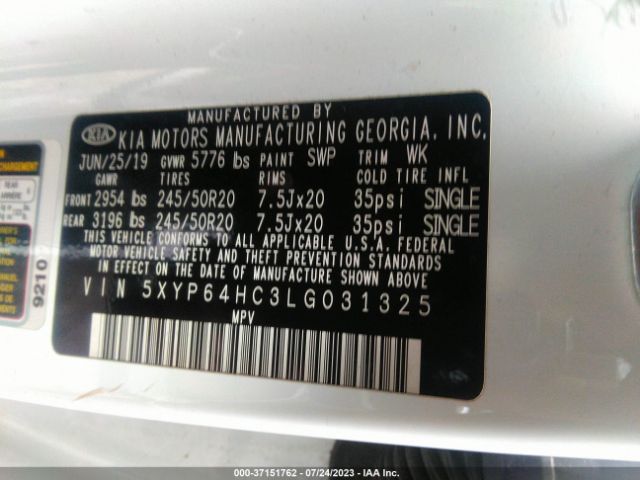 MANUFACTURED BY
KIA KIA MOTORS MANUFACTURING GEORGIA, INC.
JUN/25/19 GVWR 5776 lbs PAINT SWP TRIM WK
GAWR TIRES RIMS COLD TIRE INFL
FRONT 2954 lbs 245/50R20 7.5Jx20 35psi SINGLE
REAR 3196 lbs 245/50R20 7.5Jx20 35psi SINGLE
THIS VEHICLE CONFORMS TO ALL APPLICABLE U.S.A. FEDERAL
MOTOR VEHICLE SAFETY AND THEFT PREVENTION STANDARDS
IN EFFECT ON THE DATE OF MANUFACTURE SHOWN ABOVE
VIN 5XYP64HC3LG031325
MPV
REAR
ARRIÈRE
9210
000-37151762 - 07/24/2023 - IAA Inc.